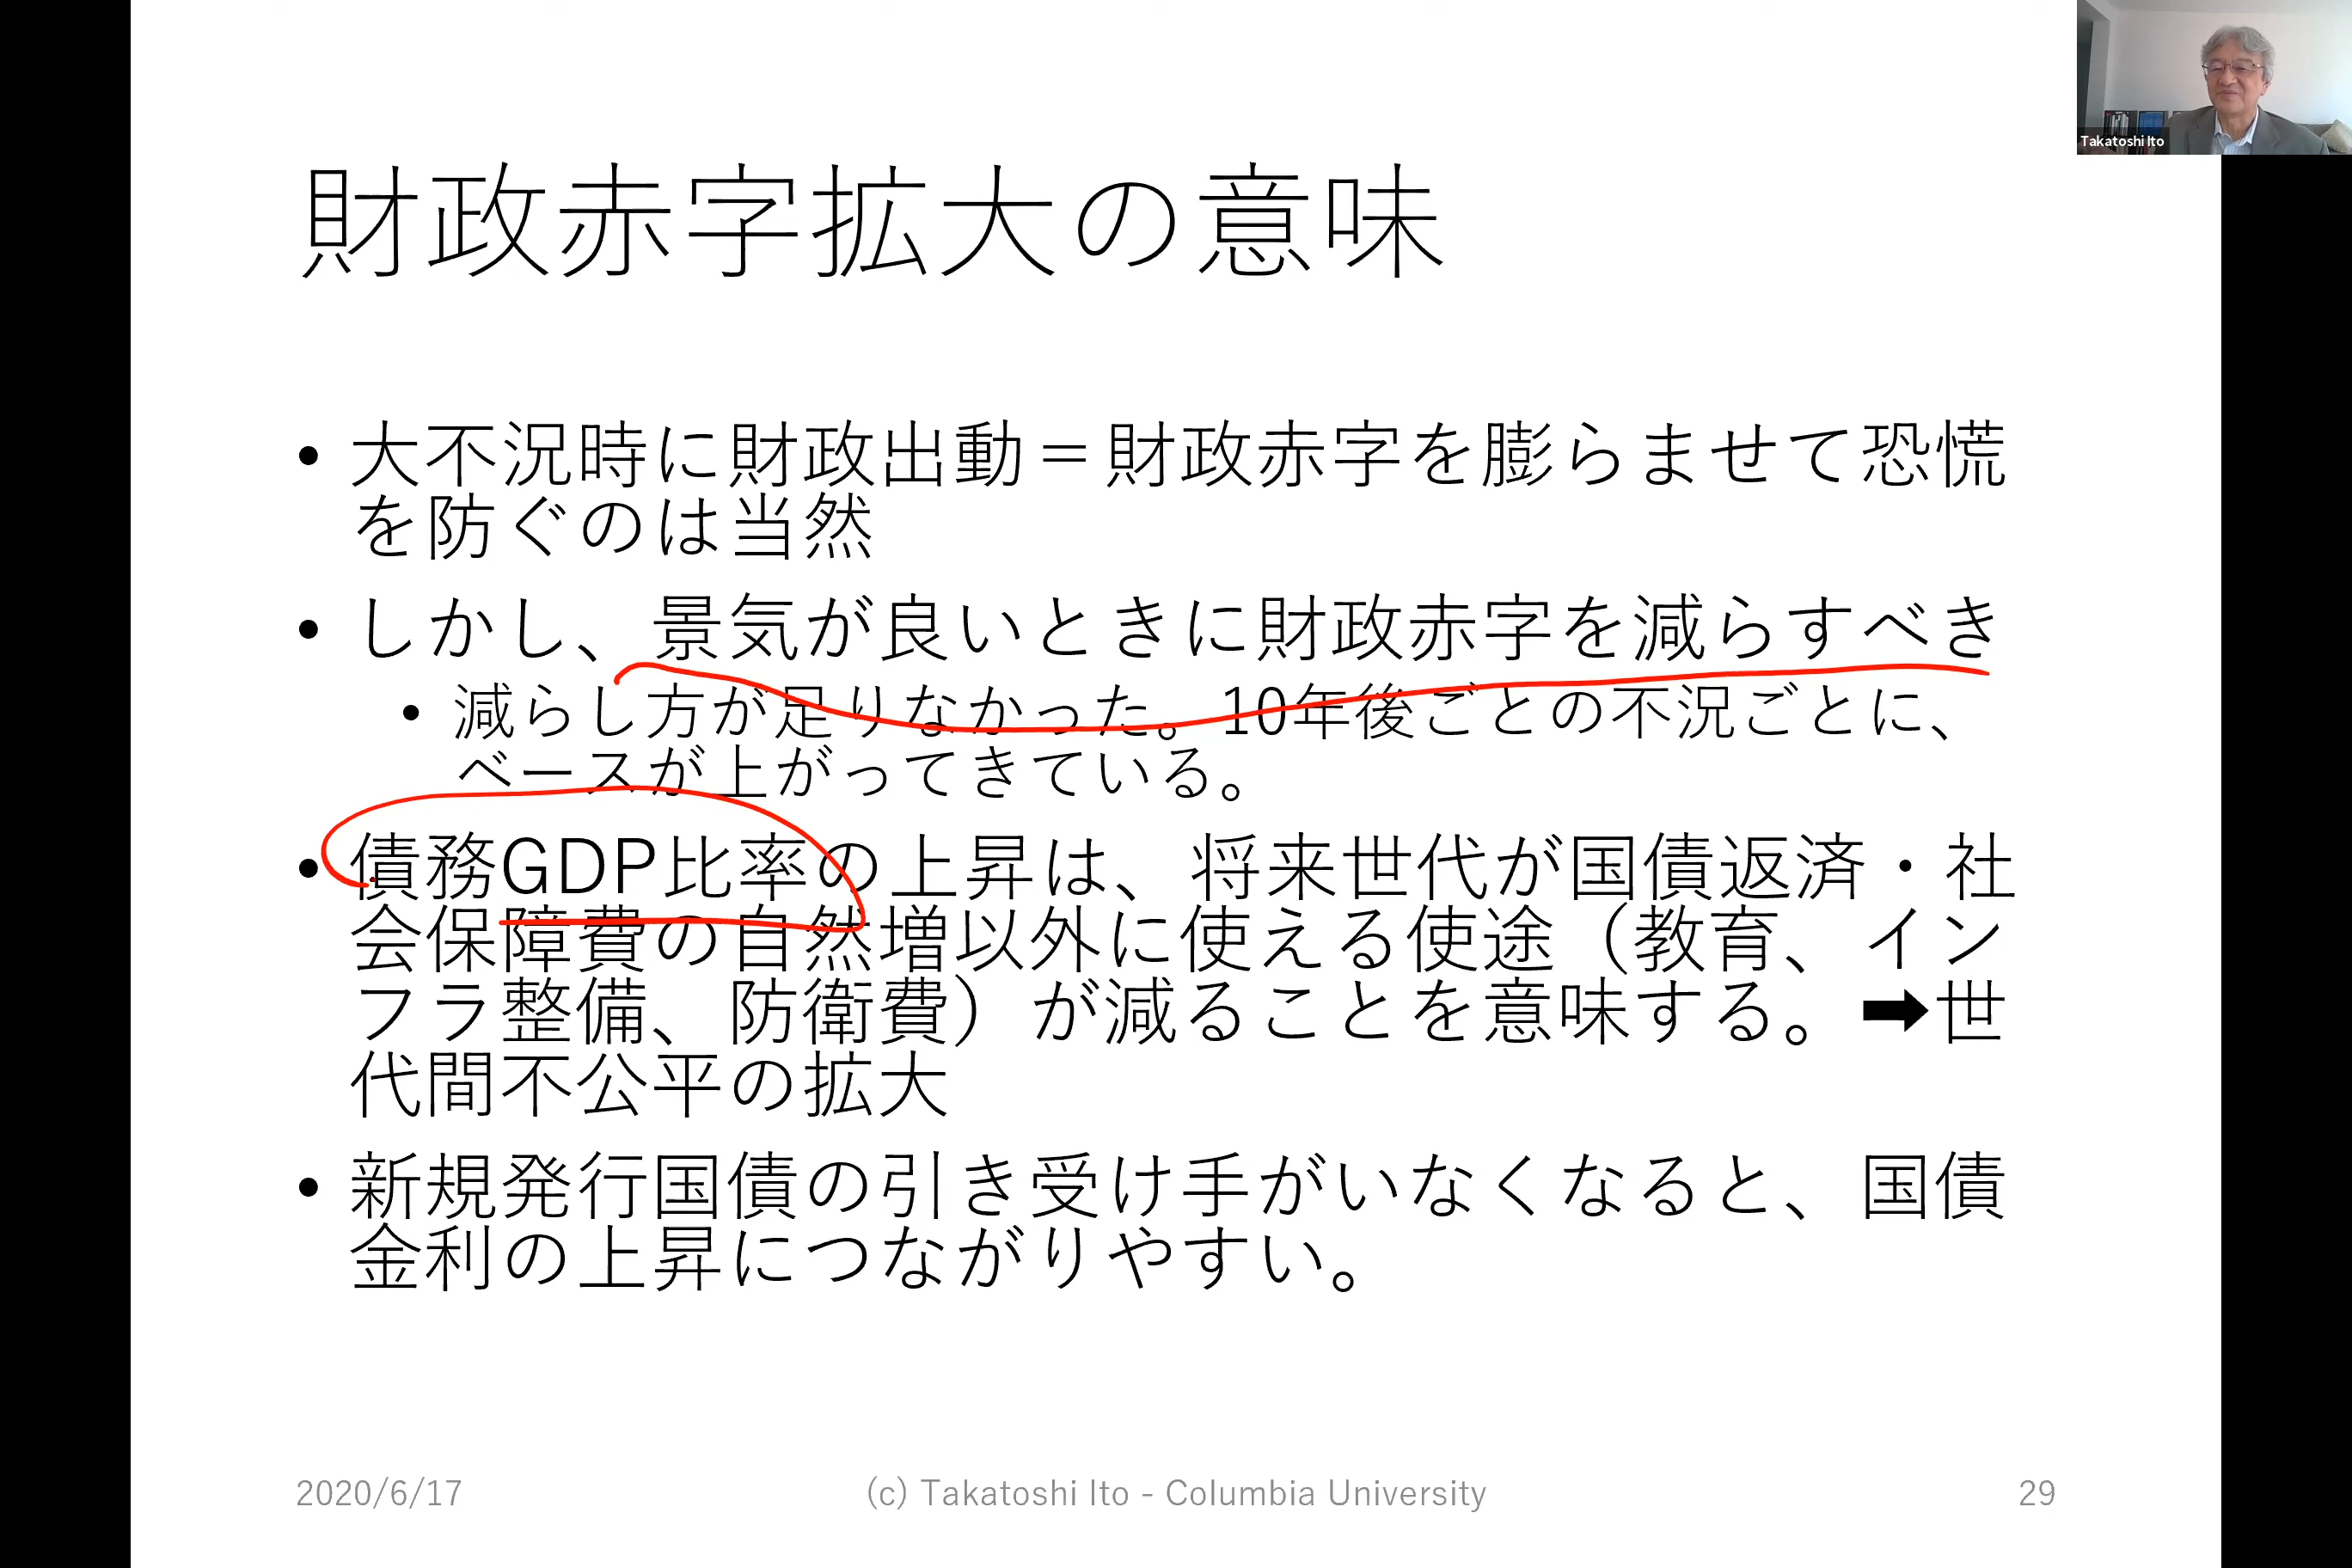 Takatoshi Ito
財政赤字拡大の意味
• 大不況時に財政出動＝財政赤字を膨らませて恐慌
を防ぐのは当然
• しかし、景気が良いときに財政赤字を減らすべき
• 減らし方が足りなかった。10年後ごとの不況ごとに、
ベースが上がってきている。
• 債務GDP比率の上昇は、将来世代が国債返済・社
会保障費の自然増以外に使える使途（教育、イン
フラ整備、防衛費）が減ることを意味する。➡世
代間不公平の拡大
• 新規発行国債の引き受け手がいなくなると、国債
金利の上昇につながりやすい。
2020/6/17
(c) Takatoshi Ito - Columbia University
29